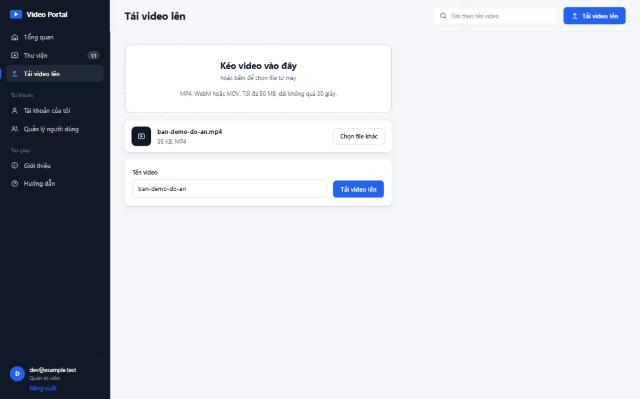 Video Portal
Tổng quan
Thư viện
11
Tải video lên
Tài khoản
Tài khoản của tôi
Quản lý người dùng
Trợ giúp
Giới thiệu
Hướng dẫn
dev@example.test
Quản trị viên
Đăng xuất
Tải video lên
Tìm theo tên video
Tải video lên
Kéo video vào đây
hoặc bấm để chọn file từ máy
MP4, WebM hoặc MOV. Tối đa 50 MB, dài không quá 30 giây.
ban-demo-do-an.mp4
95 KB, MP4
Chọn file khác
Tên video
ban-demo-do-an
Tải video lên